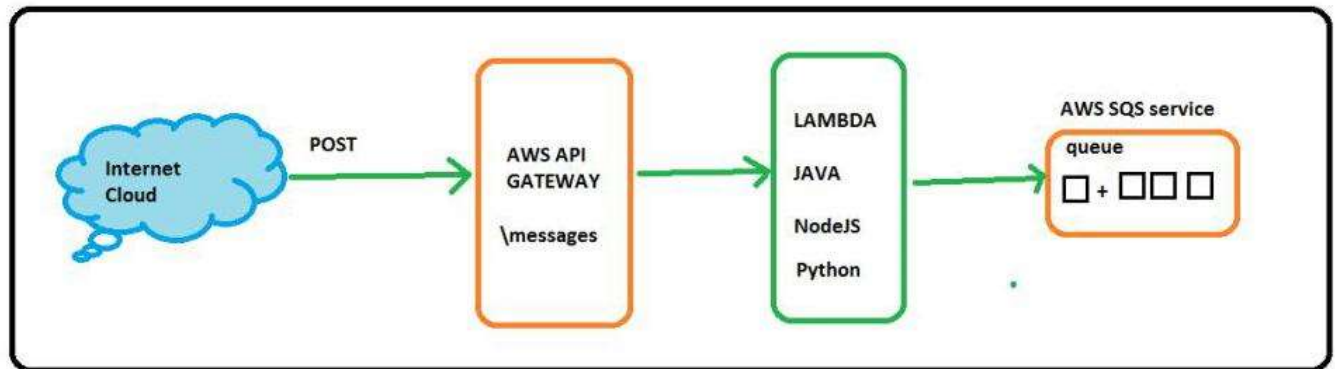 Internet
Cloud
POST
AWS API
GATEWAY
\messages
LAMBDA
JAVA
NodeJS
Python
AWS SQS service
queue
+